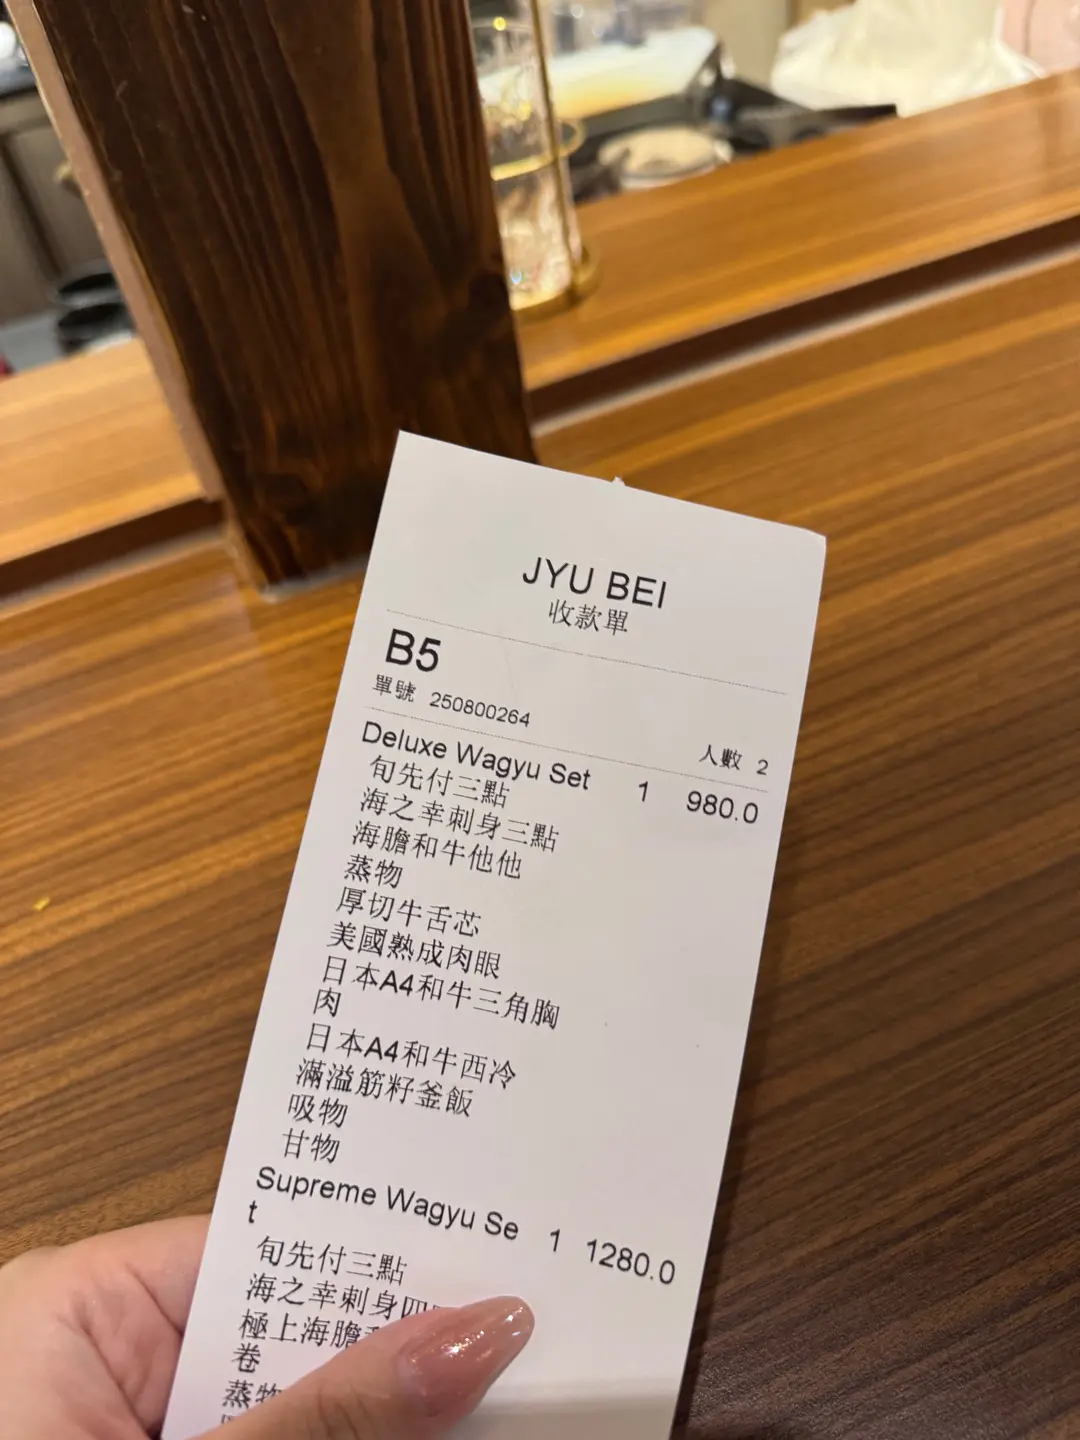 JYU BEI
收款單
B5
單號 250800264
人數 2
Deluxe Wagyu Set 1 980.0
旬先付三點
海之幸刺身三點
海膽和牛他他
蒸物
厚切牛舌芯
美國熟成肉眼
日本A4和牛三角胸
肉
日本A4和牛西冷
滿溢筋籽釜飯
吸物
甘物
Supreme Wagyu Se 1 1280.0
t
旬先付三點
海之幸刺身四
極上海膽
卷
蒸物